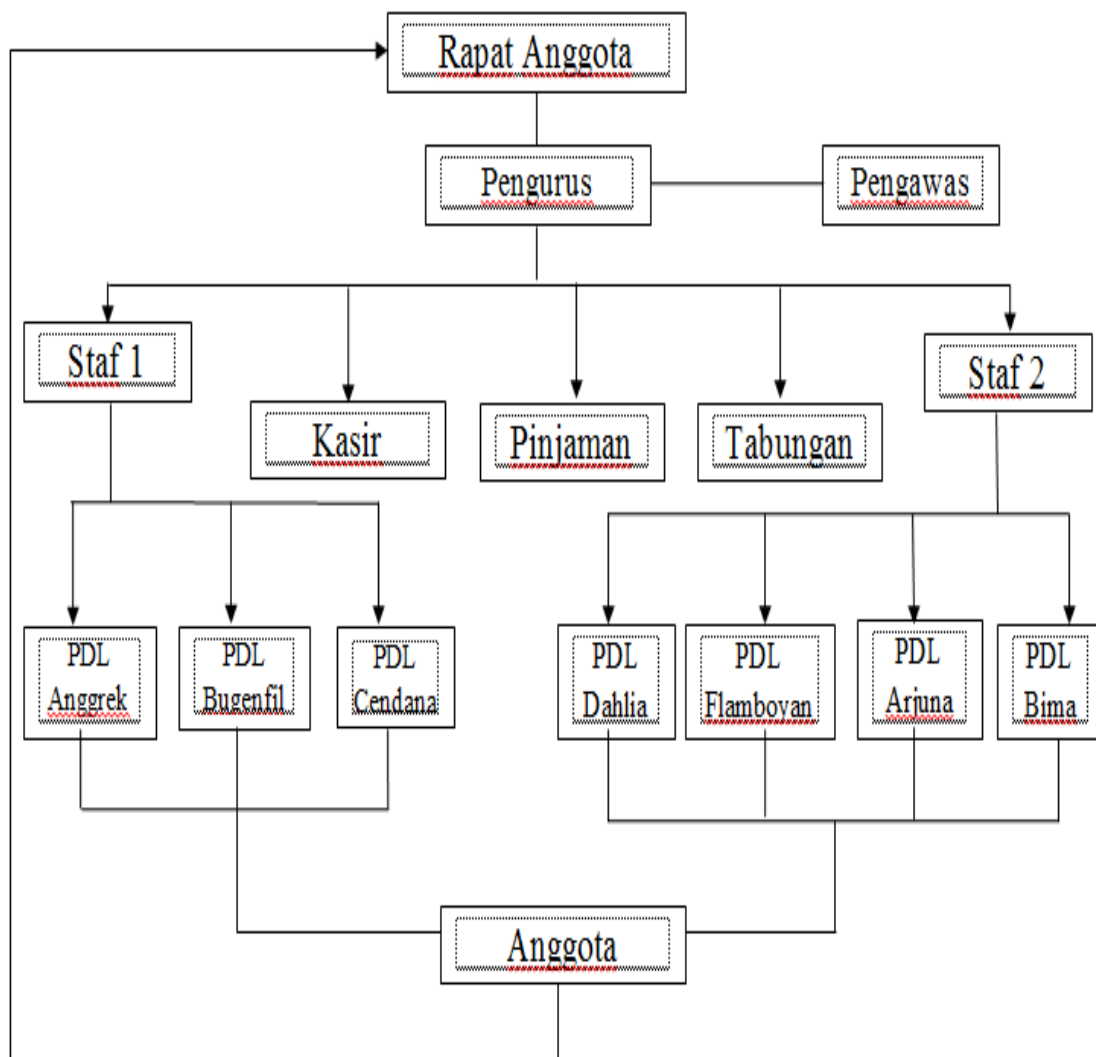 Rapat Anggota
Pengurus
Pengawas
Staf 1
Staf 2
Kasir
Pinjaman
Tabungan
PDL
Anggrek
PDL
Bugenfil
PDL
Cendana
PDL
Dahlia
PDL
Flamboyan
PDL
Arjuna
PDL
Bima
Anggota